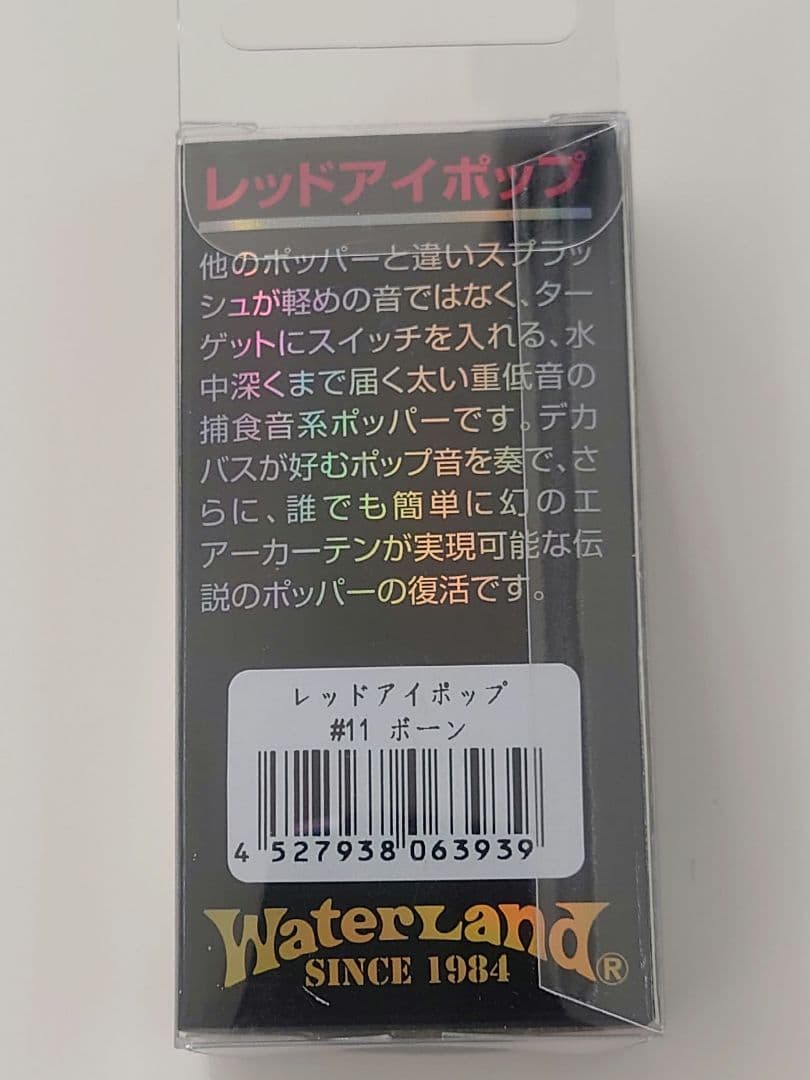 レッドアイポップ
他のポッパーと違いスプラッ
シュが軽めの音ではなく、ター
ゲットにスイッチを入れる、水
中深くまで届く太い重低音の
捕食音系ポッパーです。デカ
バスが好むポップ音を奏で、さ
らに、誰でも簡単に幻のエ
アーカーテンが実現可能な伝
説のポッパーの復活です。
レッドアイポップ
#11 ボーン
4 527938 063939
WaterLand®
SINCE 1984